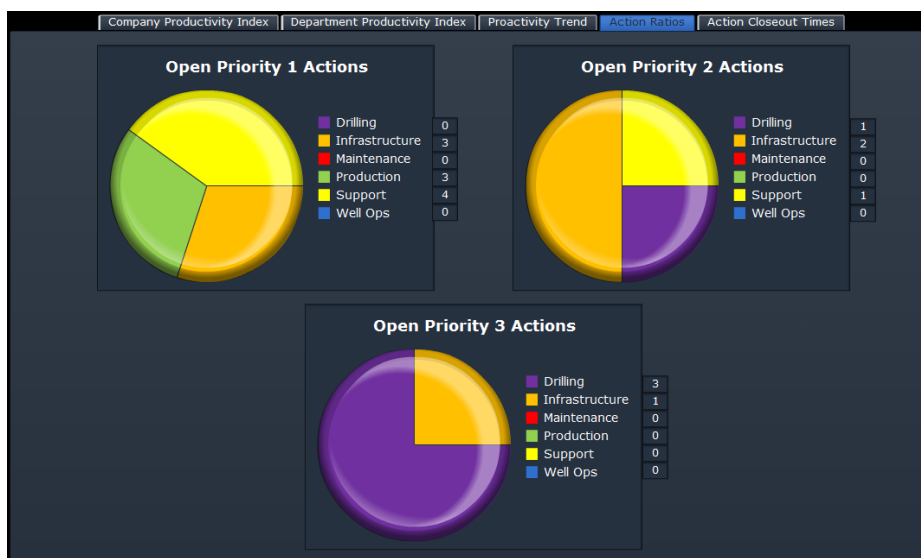 Company Productivity Index Department Productivity Index Proactivity Trend Action Ratios Action Closeout Times
Open Priority 1 Actions
Drilling 0
Infrastructure 3
Maintenance 0
Production 3
Support 4
Well Ops 0
Open Priority 2 Actions
Drilling 1
Infrastructure 2
Maintenance 0
Production 0
Support 1
Well Ops 0
Open Priority 3 Actions
Drilling 3
Infrastructure 1
Maintenance 0
Production 0
Support 0
Well Ops 0